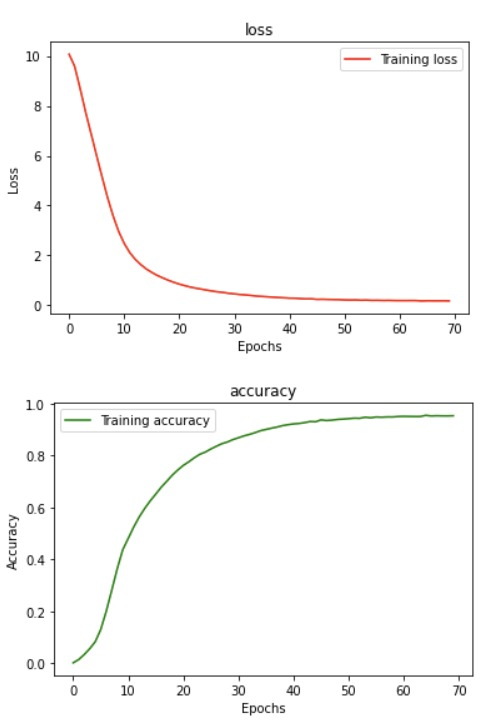 loss
Training loss
10
8
6
4
2
0
Loss
0 10 20 30 40 50 60 70
Epochs
accuracy
Training accuracy
1.0
0.8
0.6
0.4
0.2
0.0
Accuracy
0 10 20 30 40 50 60 70
Epochs